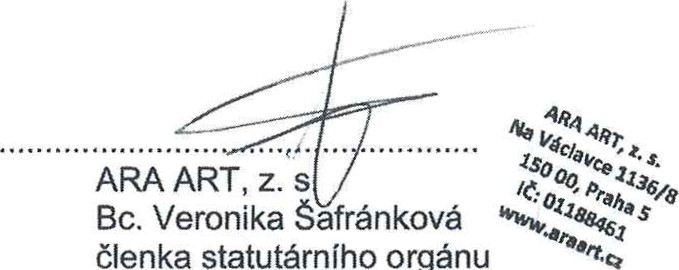 ARA ART, z. s
Bc. Veronika Šafránková
členka statutárního orgánu
ARA ART, z. s.
Na Václavce 1136/8
150 00, Praha 5
IČ: 01188461
www.araart.cz